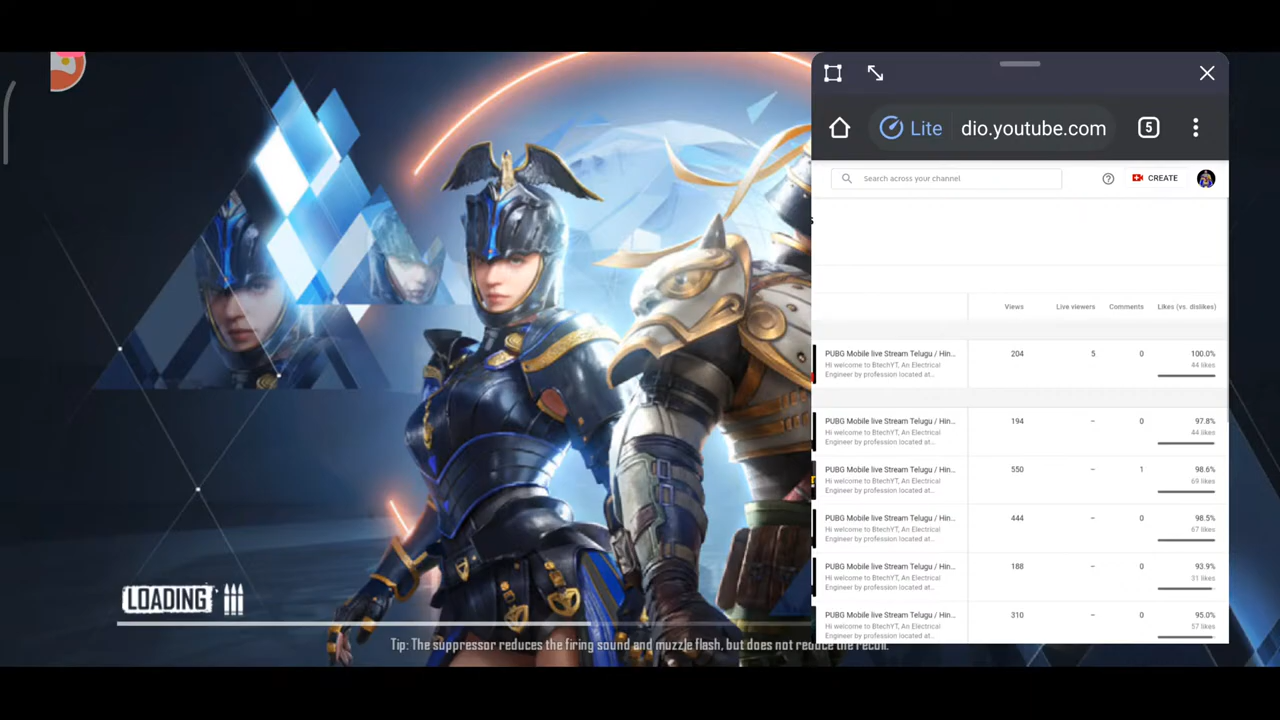 Lite dio.youtube.com 5
Search across your channel
CREATE
Views Live viewers Comments Likes (vs. dislikes)
PUBG Mobile live Stream Telugu / Hin... 204 5 0 100.0%
Hi welcome to BtechYT, An Electrical 44 likes
Engineer by profession located at...
PUBG Mobile live Stream Telugu / Hin... 194 – 0 97.8%
Hi welcome to BtechYT, An Electrical 44 likes
Engineer by profession located at...
PUBG Mobile live Stream Telugu / Hin... 550 – 1 98.6%
Hi welcome to BtechYT, An Electrical 69 likes
Engineer by profession located at...
PUBG Mobile live Stream Telugu / Hin... 444 – 0 98.5%
Hi welcome to BtechYT, An Electrical 67 likes
Engineer by profession located at...
PUBG Mobile live Stream Telugu / Hin... 188 – 0 93.9%
Hi welcome to BtechYT, An Electrical 31 likes
Engineer by profession located at...
PUBG Mobile live Stream Telugu / Hin... 310 – 0 95.0%
Hi welcome to BtechYT, An Electrical 57 likes
Engineer by profession located at...
LOADING
Tip: The suppressor reduces the firing sound and muzzle flash, but does not reduce the recoil.